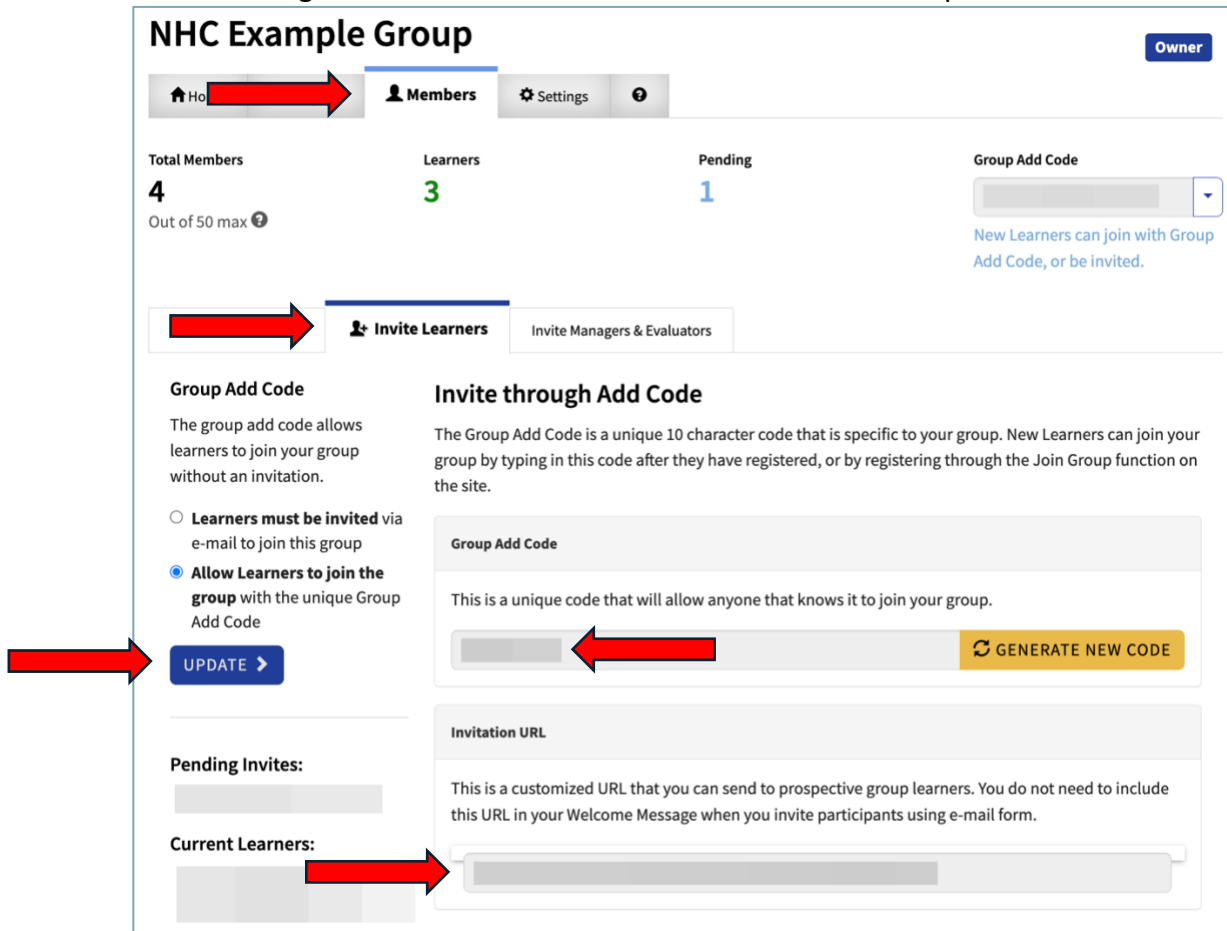 NHC Example Group
Owner
Members
Settings
Total Members
Learners
Pending
Group Add Code
4
3
1
Out of 50 max
New Learners can join with Group
Add Code, or be invited.
Invite Learners
Invite Managers & Evaluators
Group Add Code
The group add code allows
learners to join your group
without an invitation.
Learners must be invited via
e-mail to join this group
Allow Learners to join the
group with the unique Group
Add Code
UPDATE
Pending Invites:
Current Learners:
Invite through Add Code
The Group Add Code is a unique 10 character code that is specific to your group. New Learners can join your
group by typing in this code after they have registered, or by registering through the Join Group function on
the site.
Group Add Code
This is a unique code that will allow anyone that knows it to join your group.
GENERATE NEW CODE
Invitation URL
This is a customized URL that you can send to prospective group learners. You do not need to include
this URL in your Welcome Message when you invite participants using e-mail form.